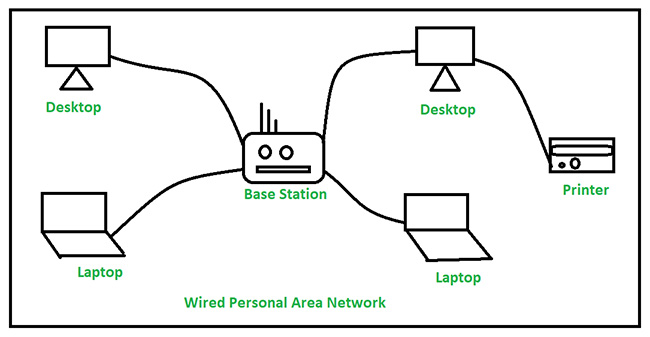 Desktop
Desktop
Base Station
Printer
Laptop
Laptop
Wired Personal Area Network